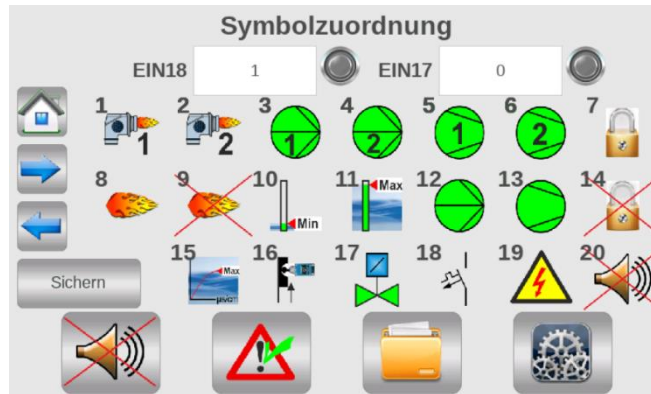 Symbolzuordnung
EIN18 1 EIN17 0
1 2 3 4 5 6 7
1 2 1 2 1 2
8 9 10 11 12 13 14
Max
Min
15 16 17 18 19 20
Max
Sichern